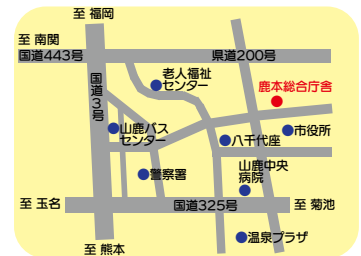 至 福岡
至 南関
国道443号
県道200号
老人福祉
センター
鹿本総合庁舎
国道3号
山鹿バス
センター
市役所
八千代座
山鹿中央
病院
警察署
至 玉名
国道325号
至 菊池
温泉プラザ
至 熊本